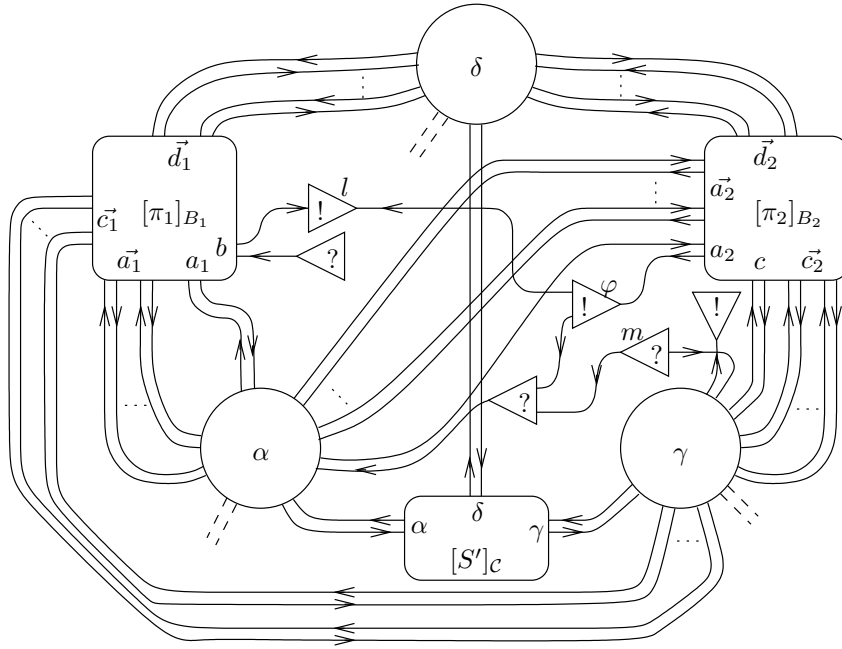 δ
d⃗₁ d⃗₂
l
c⃗₁ [π₁]_{B₁} b ! a⃗₂ [π₂]_{B₂}
a⃗₁ a₁ ? a₂ c c⃗₂
! φ !
m ?
?
α γ
α δ γ
[S′]_𝒞